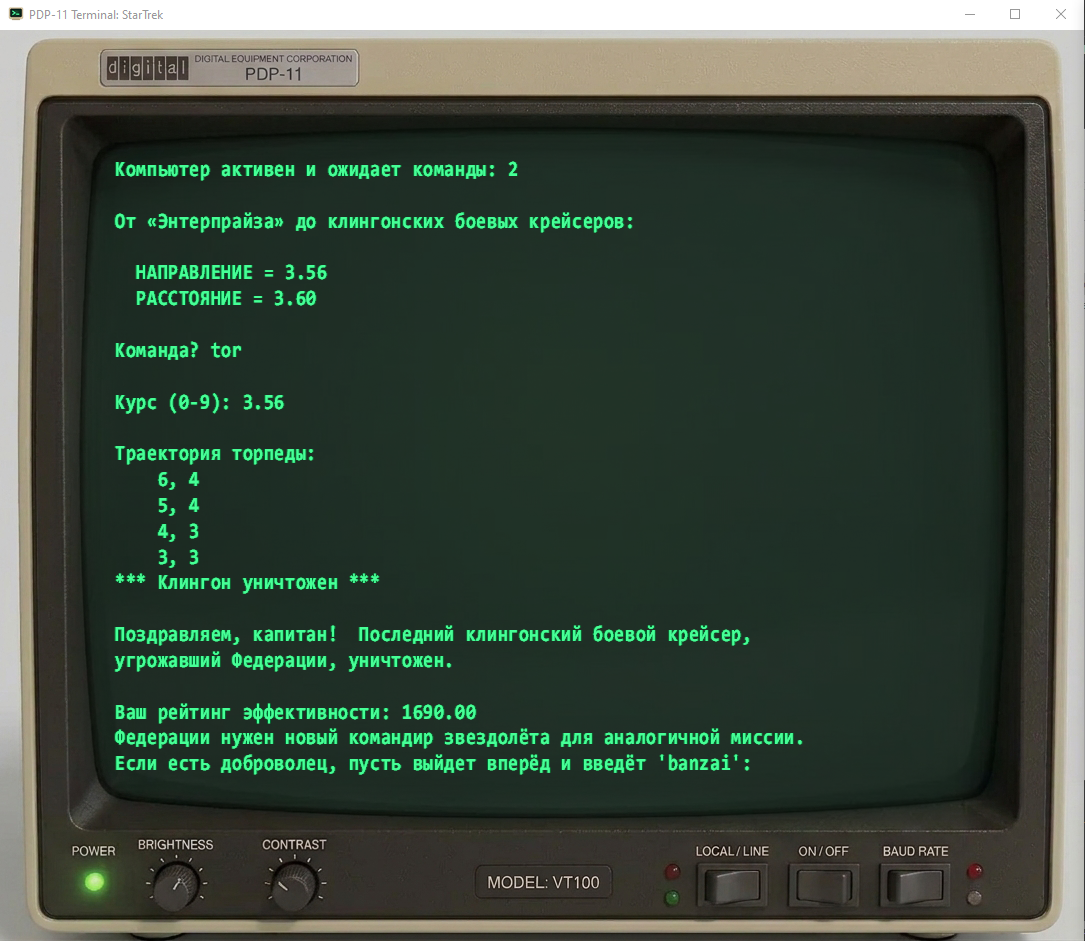 PDP-11 Terminal: StarTrek
digital
DIGITAL EQUIPMENT CORPORATION
PDP-11
Компьютер активен и ожидает команды: 2
От «Энтерпрайза» до клингонских боевых крейсеров:
НАПРАВЛЕНИЕ = 3.56
РАССТОЯНИЕ = 3.60
Команда? tor
Курс (0-9): 3.56
Траектория торпеды:
6, 4
5, 4
4, 3
3, 3
*** Клингон уничтожен ***
Поздравляем, капитан!  Последний клингонский боевой крейсер,
угрожавший Федерации, уничтожен.
Ваш рейтинг эффективности: 1690.00
Федерации нужен новый командир звездолёта для аналогичной миссии.
Если есть доброволец, пусть выйдет вперёд и введёт 'banzai':
POWER
BRIGHTNESS
CONTRAST
MODEL: VT100
LOCAL / LINE
ON / OFF
BAUD RATE